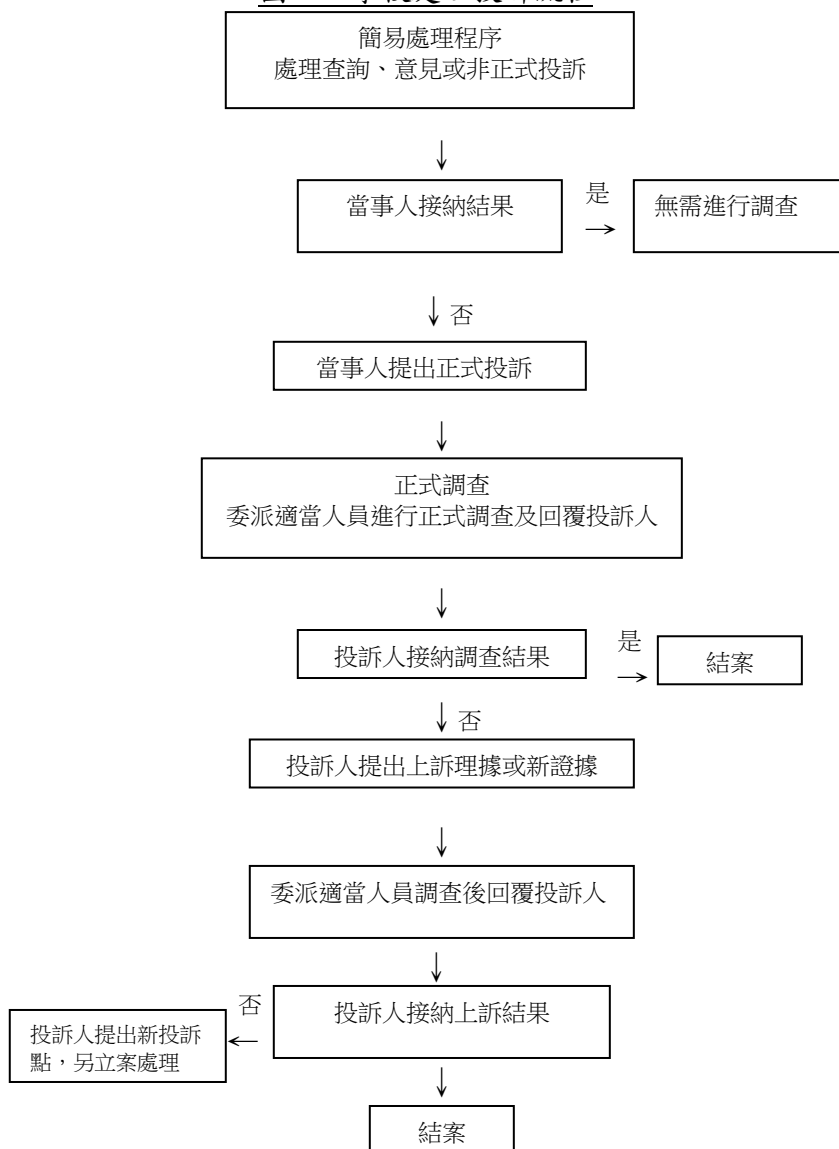 簡易處理程序
處理查詢、意見或非正式投訴
↓
當事人接納結果
是
→
無需進行調查
↓ 否
當事人提出正式投訴
↓
正式調查
委派適當人員進行正式調查及回覆投訴人
↓
投訴人接納調查結果
是
→
結案
↓ 否
投訴人提出上訴理據或新證據
↓
委派適當人員調查後回覆投訴人
↓
投訴人接納上訴結果
否
←
投訴人提出新投訴
點，另立案處理
↓
結案